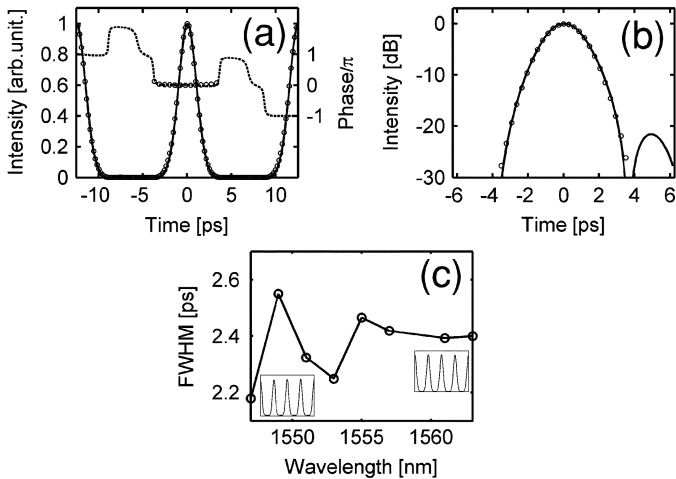 (a)
Intensity [arb.unit.]
1
0.8
0.6
0.4
0.2
0
1
0
-1
Phase/π
-10 -5 0 5 10
Time [ps]
(b)
Intensity [dB]
0
-10
-20
-30
-6 -4 -2 0 2 4 6
Time [ps]
(c)
FWHM [ps]
2.6
2.4
2.2
1550 1555 1560
Wavelength [nm]